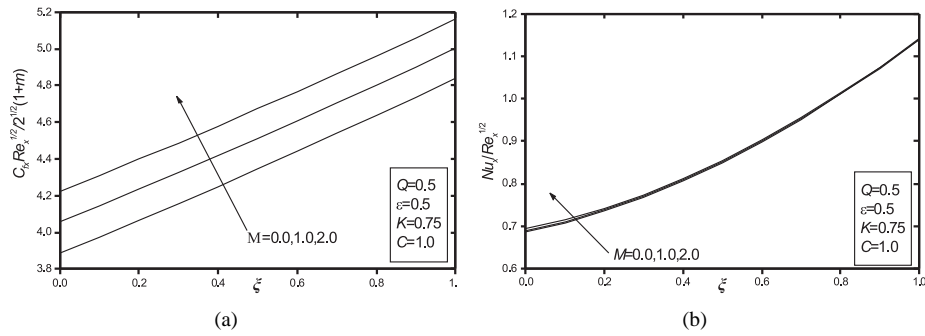 5.2
5.0
4.8
4.6
4.4
4.2
4.0
3.8
C_{fx}Re_x^{1/2}/2^{1/2}(1+m)
M=0.0,1.0,2.0
Q=0.5
ε=0.5
K=0.75
C=1.0
0.0 0.2 0.4 0.6 0.8 1.
ξ
(a)
1.2
1.1
1.0
0.9
0.8
0.7
0.6
Nu_x/Re_x^{1/2}
M=0.0,1.0,2.0
Q=0.5
ε=0.5
K=0.75
C=1.0
0.0 0.2 0.4 0.6 0.8 1.0
ξ
(b)